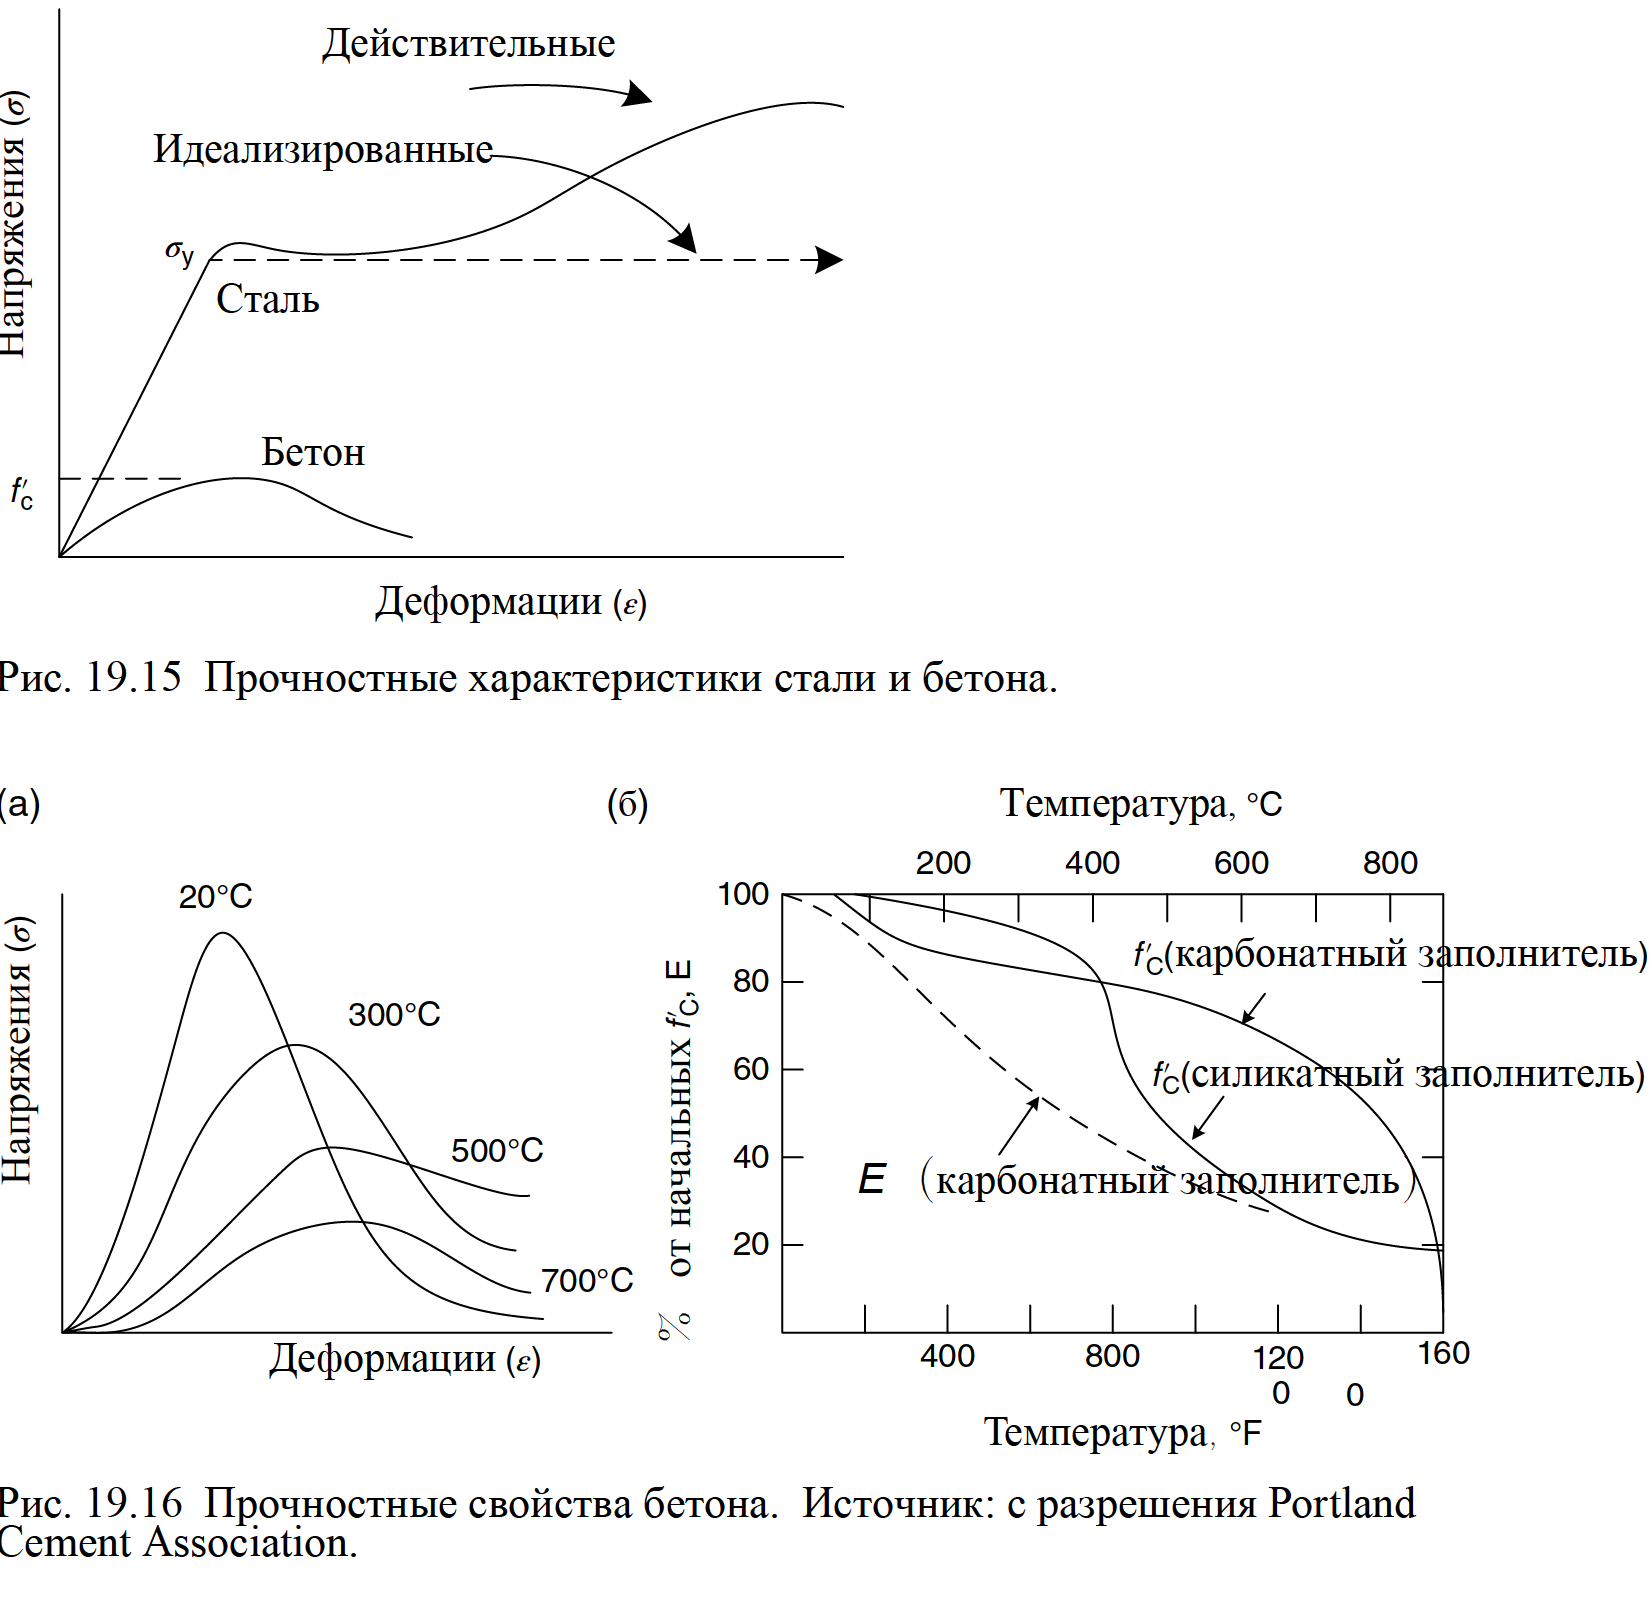 Действительные
Идеализированные
Напряжения (σ)
σy
Сталь
Бетон
f′c
Деформации (ε)
Рис. 19.15 Прочностные характеристики стали и бетона.
(а)
20°C
300°C
500°C
700°C
Напряжения (σ)
Деформации (ε)
(б)
Температура, °C
200 400 600 800
100
80
60
40
20
% от начальных f′C, E
f′C(карбонатный заполнитель)
f′C(силикатный заполнитель)
E (карбонатный заполнитель)
400 800 120 160
0 0
Температура, °F
Рис. 19.16 Прочностные свойства бетона. Источник: с разрешения Portland
Cement Association.